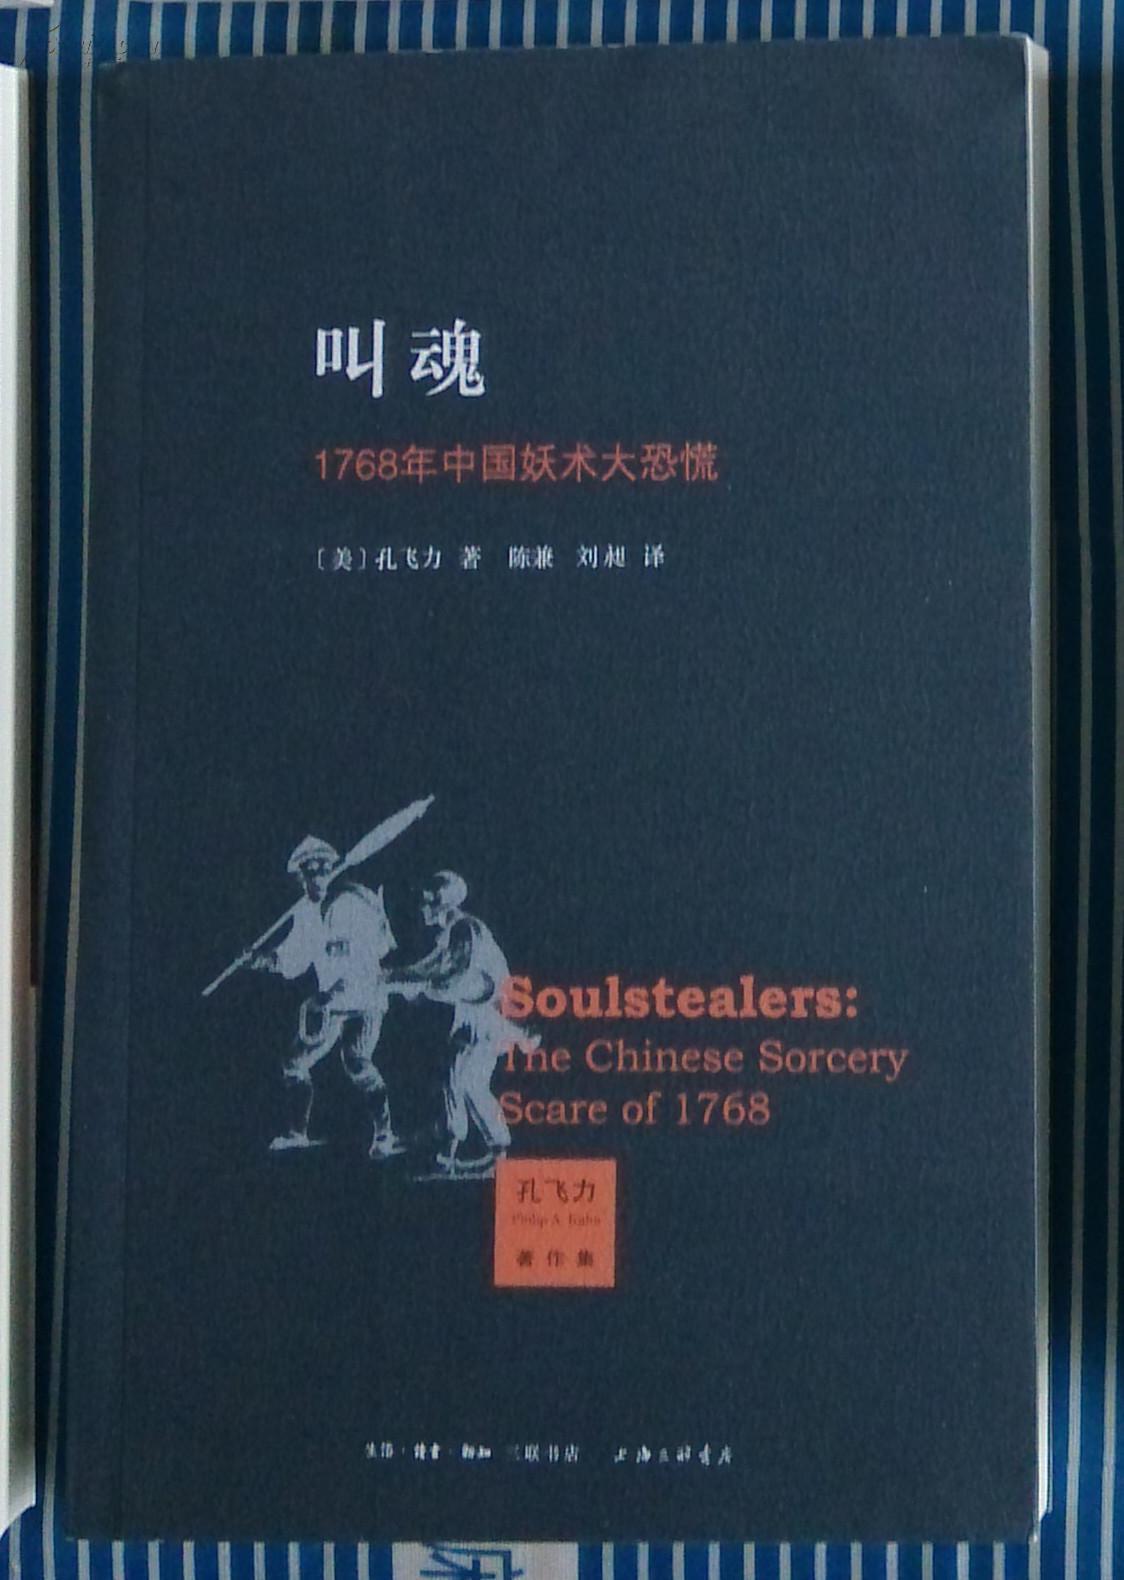 叫魂
1768年中国妖术大恐慌
〔美〕孔飞力 著 陈兼 刘昶 译
Soulstealers:
The Chinese Sorcery
Scare of 1768
孔飞力
Philip A. Kuhn
著作集
生活·读书·新知 三联书店 上海三联书店